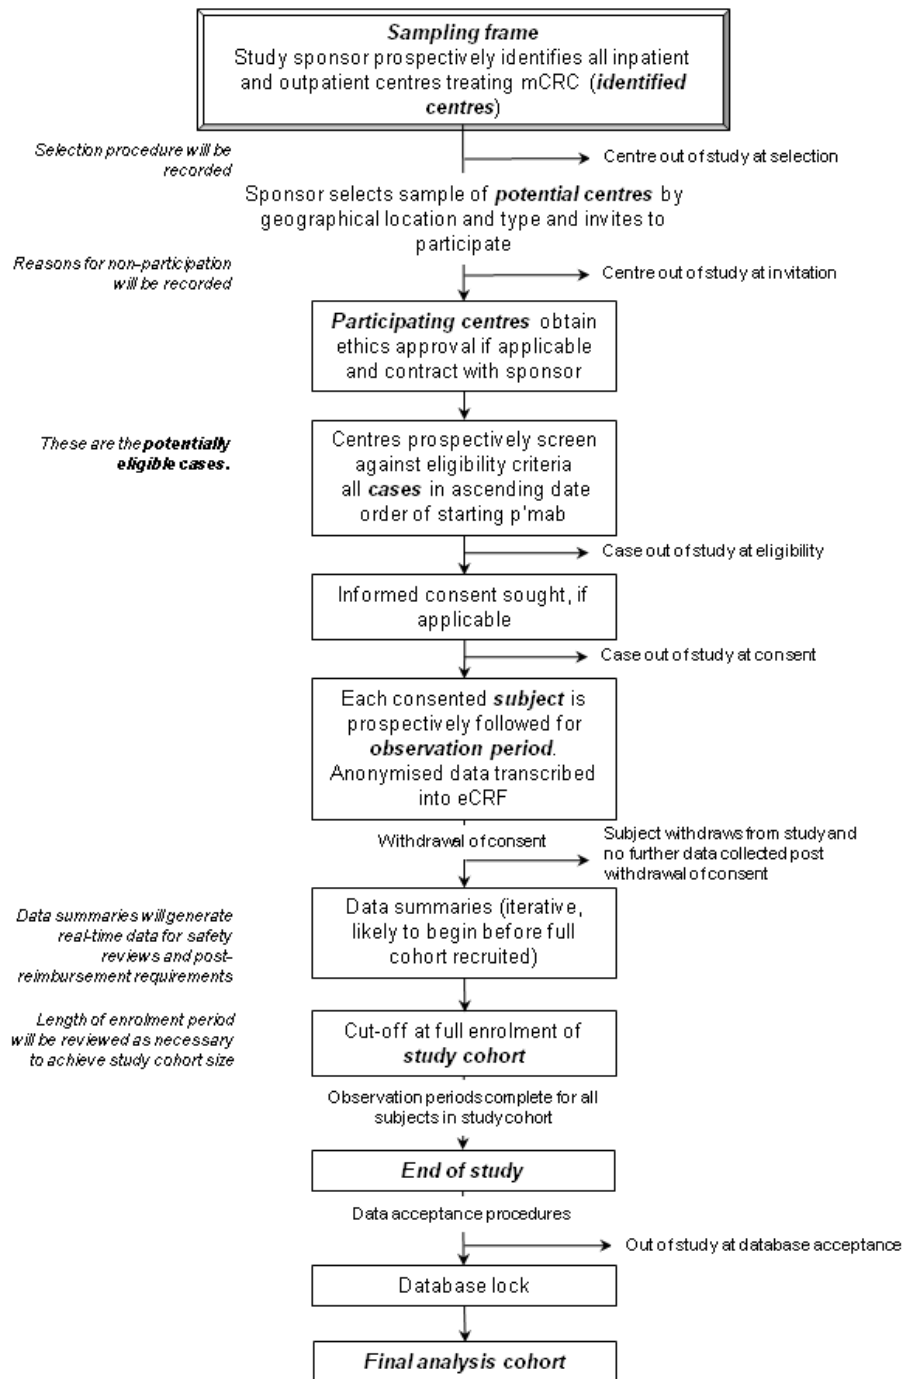 Sampling frame
Study sponsor prospectively identifies all inpatient
and outpatient centres treating mCRC (identified
centres)
Selection procedure will be
recorded
Centre out of study at selection
Sponsor selects sample of potential centres by
geographical location and type and invites to
participate
Reasons for non-participation
will be recorded
Centre out of study at invitation
Participating centres obtain
ethics approval if applicable
and contract with sponsor
These are the potentially
eligible cases.
Centres prospectively screen
against eligibility criteria
all cases in ascending date
order of starting p'mab
Case out of study at eligibility
Informed consent sought, if
applicable
Case out of study at consent
Each consented subject is
prospectively followed for
observation period.
Anonymised data transcribed
into eCRF
Withdrawal of consent
Subject withdraws from study and
no further data collected post
withdrawal of consent
Data summaries will generate
real-time data for safety
reviews and post-
reimbursement requirements
Data summaries (iterative,
likely to begin before full
cohort recruited)
Length of enrolment period
will be reviewed as necessary
to achieve study cohort size
Cut-off at full enrolment of
study cohort
Observation periods complete for all
subjects in study cohort
End of study
Data acceptance procedures
Out of study at database acceptance
Database lock
Final analysis cohort